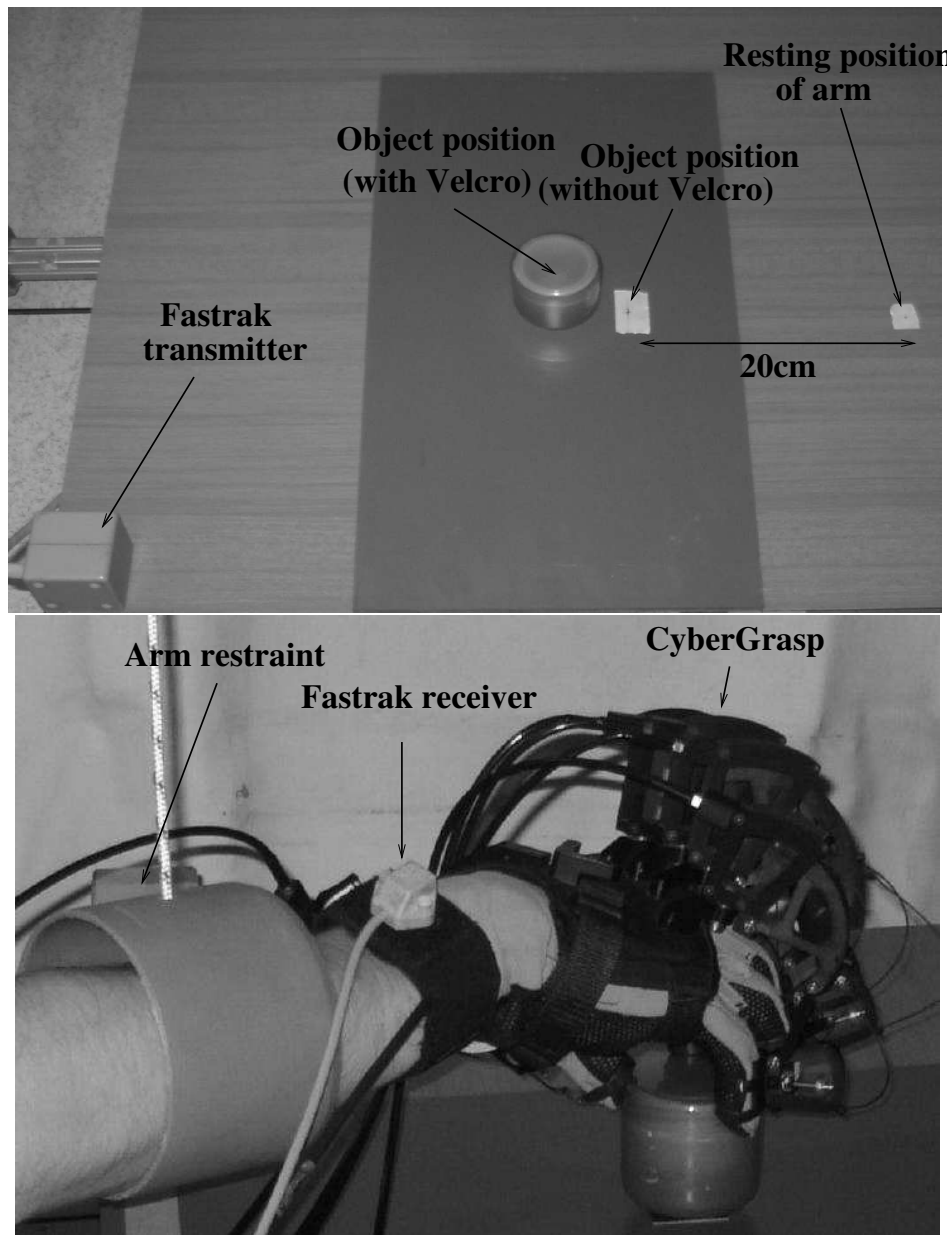 Resting position
of arm
Object position
(with Velcro)
Object position
(without Velcro)
Fastrak
transmitter
20cm
Arm restraint
Fastrak receiver
CyberGrasp